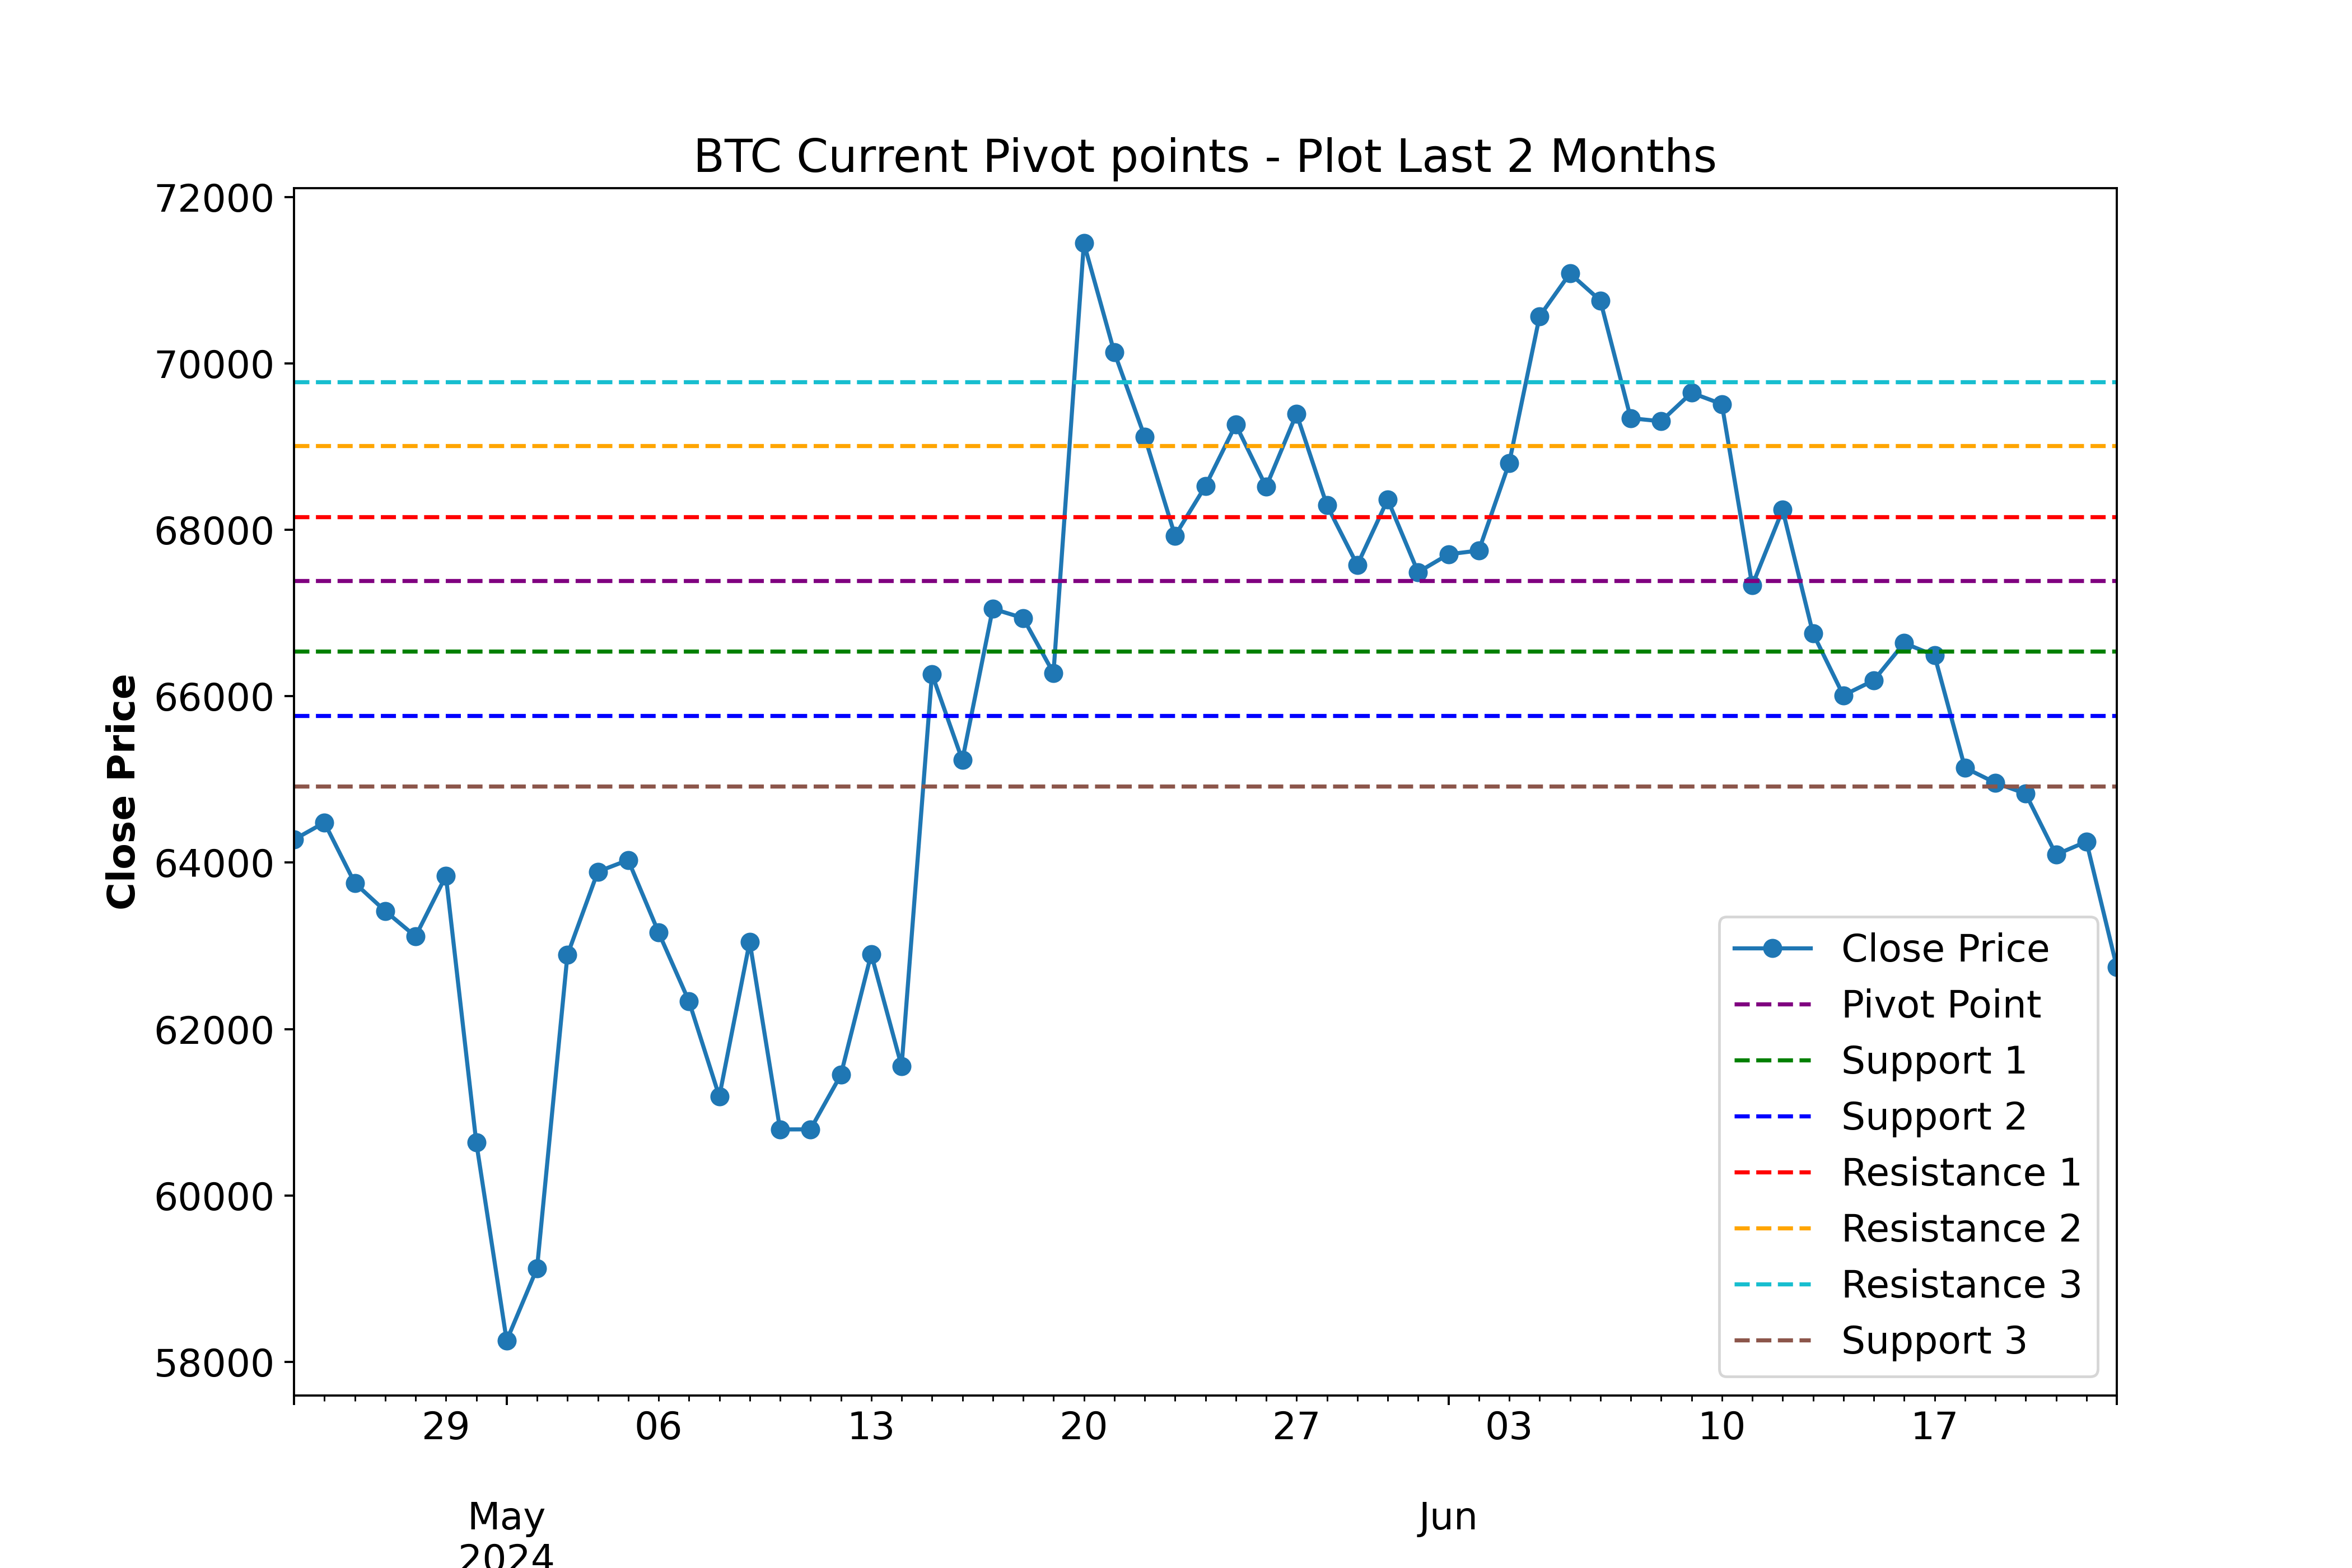 BTC Current Pivot points - Plot Last 2 Months
72000
70000
68000
66000
64000
62000
60000
58000
Close Price
Close Price
Pivot Point
Support 1
Support 2
Resistance 1
Resistance 2
Resistance 3
Support 3
29 06 13 20 27 03 10 17
May Jun
2024